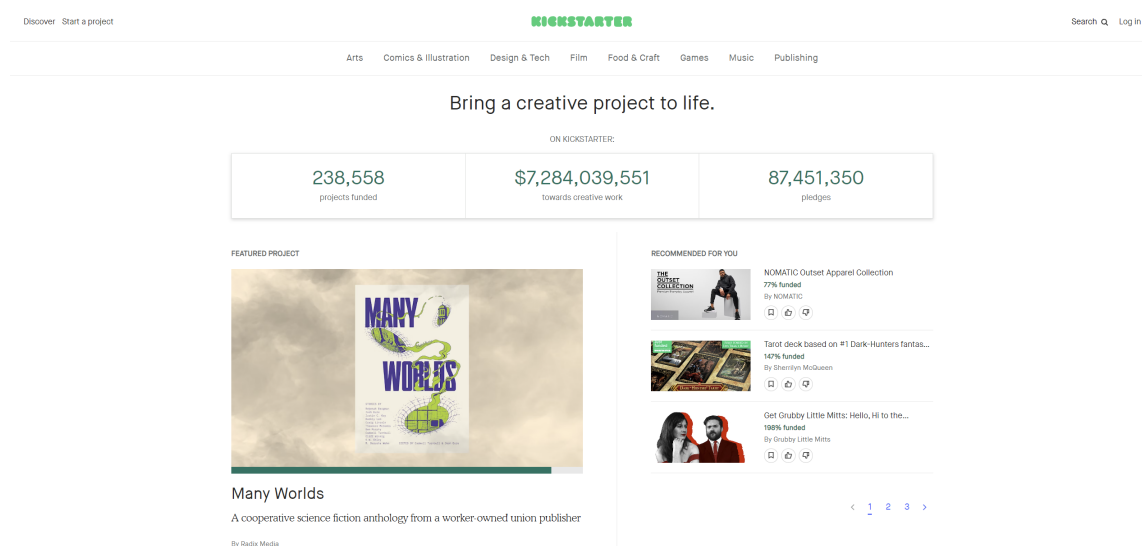 Discover Start a project
KICKSTARTER
Search Log in
Arts Comics & Illustration Design & Tech Film Food & Craft Games Music Publishing
Bring a creative project to life.
ON KICKSTARTER:
238,558
projects funded
$7,284,039,551
towards creative work
87,451,350
pledges
FEATURED PROJECT
MANY
WORLDS
Many Worlds
A cooperative science fiction anthology from a worker-owned union publisher
By Radix Media
RECOMMENDED FOR YOU
THE
OUTSET
COLLECTION
NOMATIC Outset Apparel Collection
77% funded
By NOMATIC
Tarot deck based on #1 Dark-Hunters fantas...
147% funded
By Sherrilyn McQueen
Get Grubby Little Mitts: Hello, Hi to the...
198% funded
By Grubby Little Mitts
1 2 3